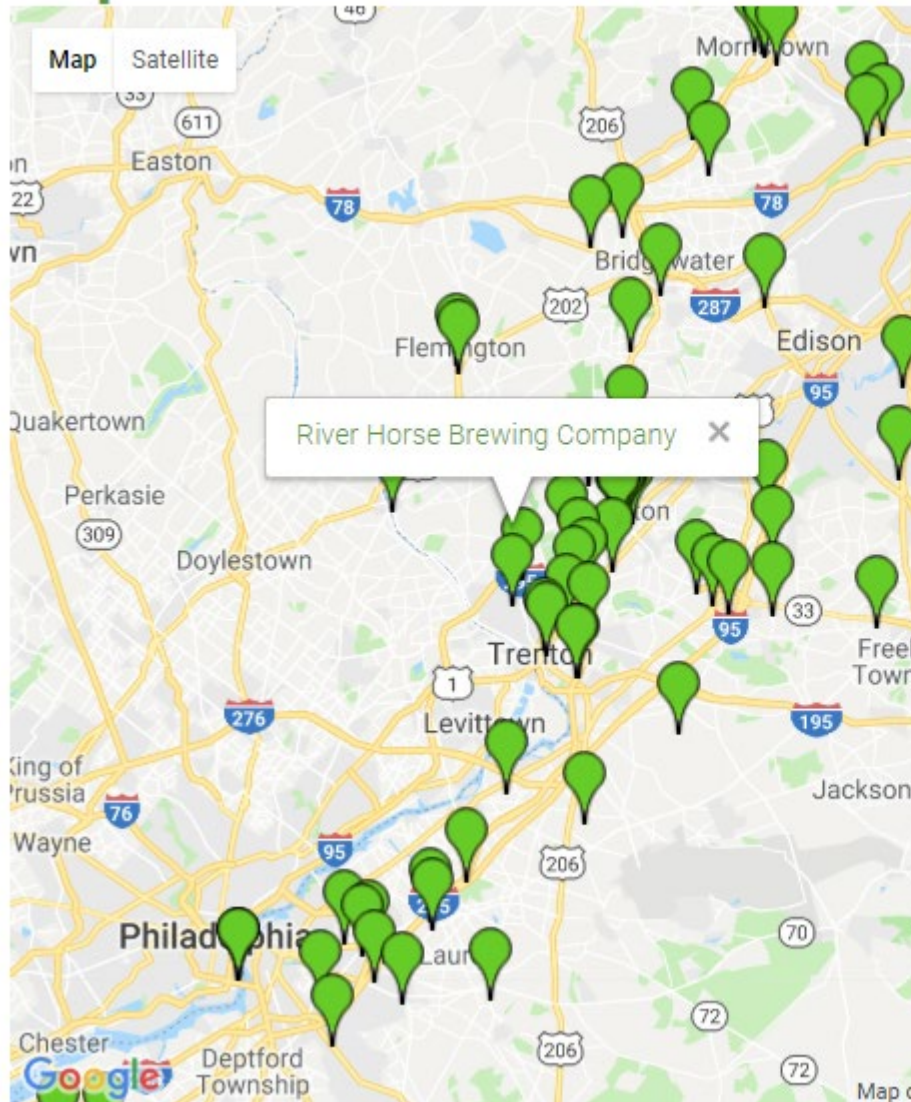 46
Map
Satellite
Morristown
33
611
206
Easton
22
78
78
Bridgewater
202
287
Flemington
Edison
95
Quakertown
River Horse Brewing Company
Perkasie
309
Doylestown
33
95
Trenton
1
Levittown
276
195
King of
Prussia
76
Jackson
Wayne
95
206
Philadelphia
70
Laur
72
Chester
Google
Deptford
Township
206
72
Map